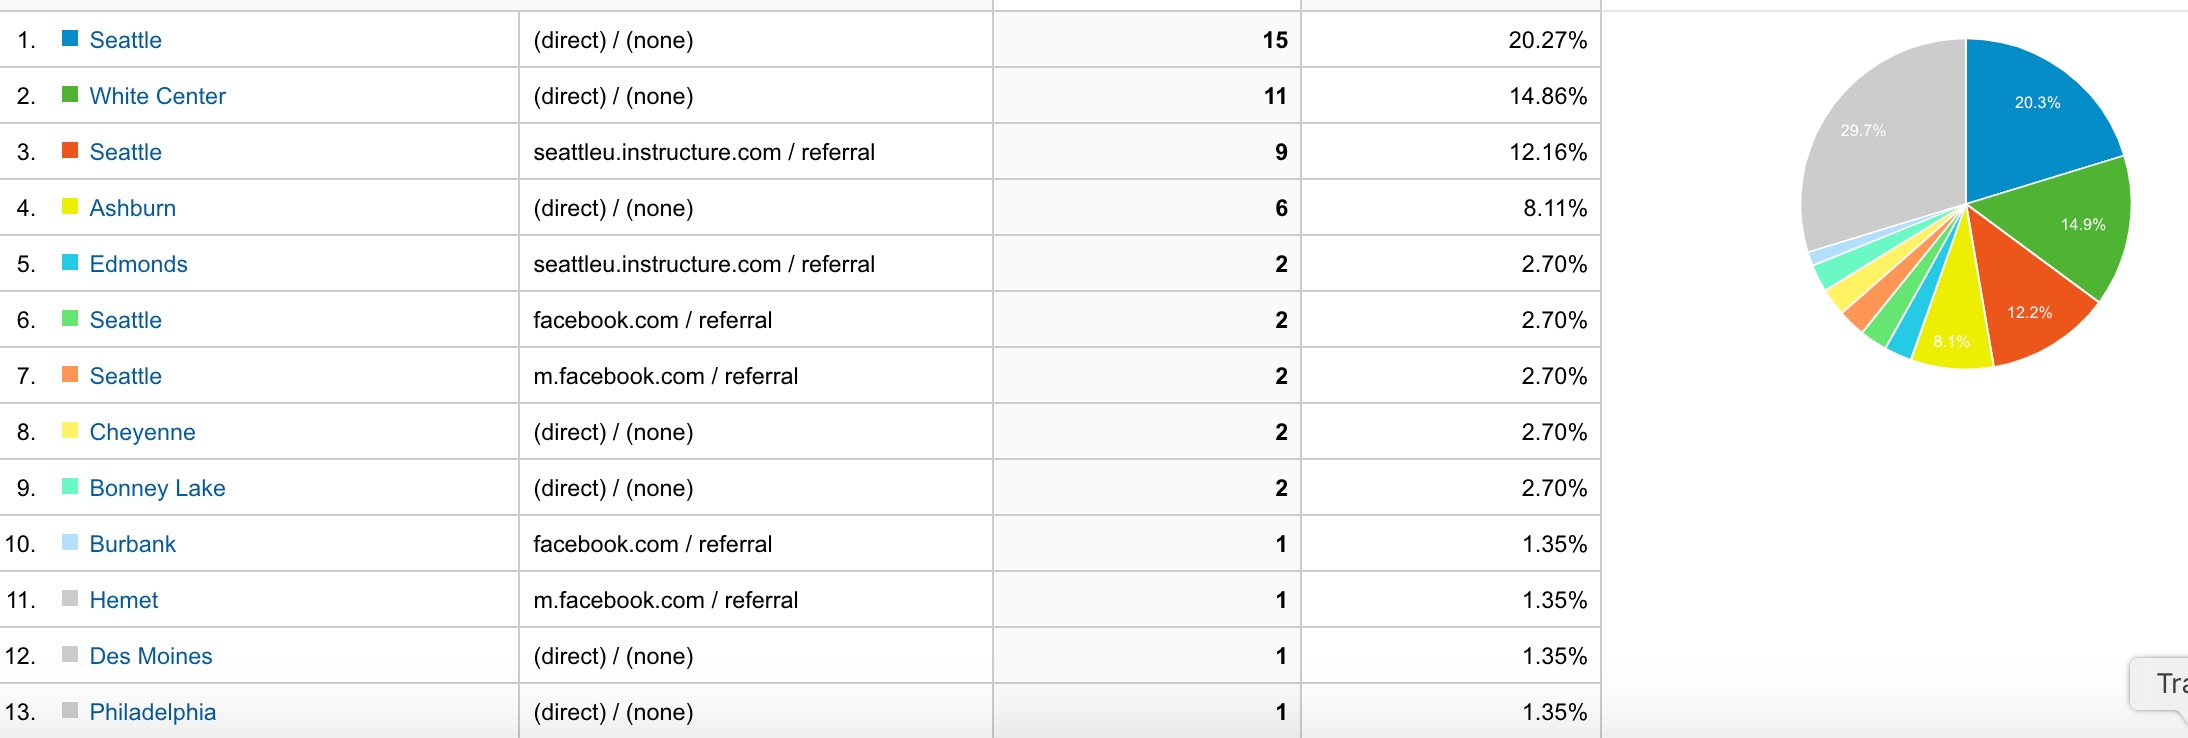 1. Seattle (direct) / (none) 15 20.27%
2. White Center (direct) / (none) 11 14.86%
3. Seattle seattleu.instructure.com / referral 9 12.16%
4. Ashburn (direct) / (none) 6 8.11%
5. Edmonds seattleu.instructure.com / referral 2 2.70%
6. Seattle facebook.com / referral 2 2.70%
7. Seattle m.facebook.com / referral 2 2.70%
8. Cheyenne (direct) / (none) 2 2.70%
9. Bonney Lake (direct) / (none) 2 2.70%
10. Burbank facebook.com / referral 1 1.35%
11. Hemet m.facebook.com / referral 1 1.35%
12. Des Moines (direct) / (none) 1 1.35%
13. Philadelphia (direct) / (none) 1 1.35%
20.3%
29.7%
14.9%
12.2%
8.1%